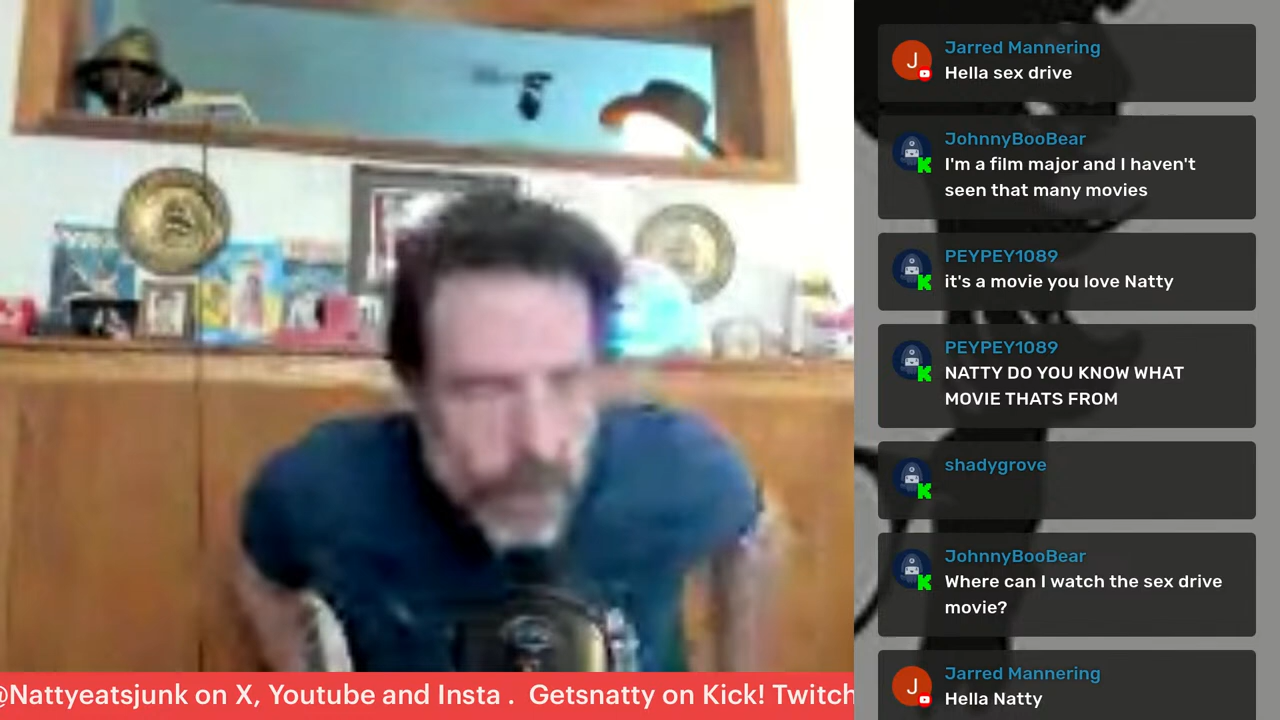 Jarred Mannering
Hella sex drive
JohnnyBooBear
I'm a film major and I haven't
seen that many movies
PEYPEY1089
it's a movie you love Natty
PEYPEY1089
NATTY DO YOU KNOW WHAT
MOVIE THATS FROM
shadygrove
JohnnyBooBear
Where can I watch the sex drive
movie?
Jarred Mannering
Hella Natty
@Nattyeatsjunk on X, Youtube and Insta . Getsnatty on Kick! Twitch